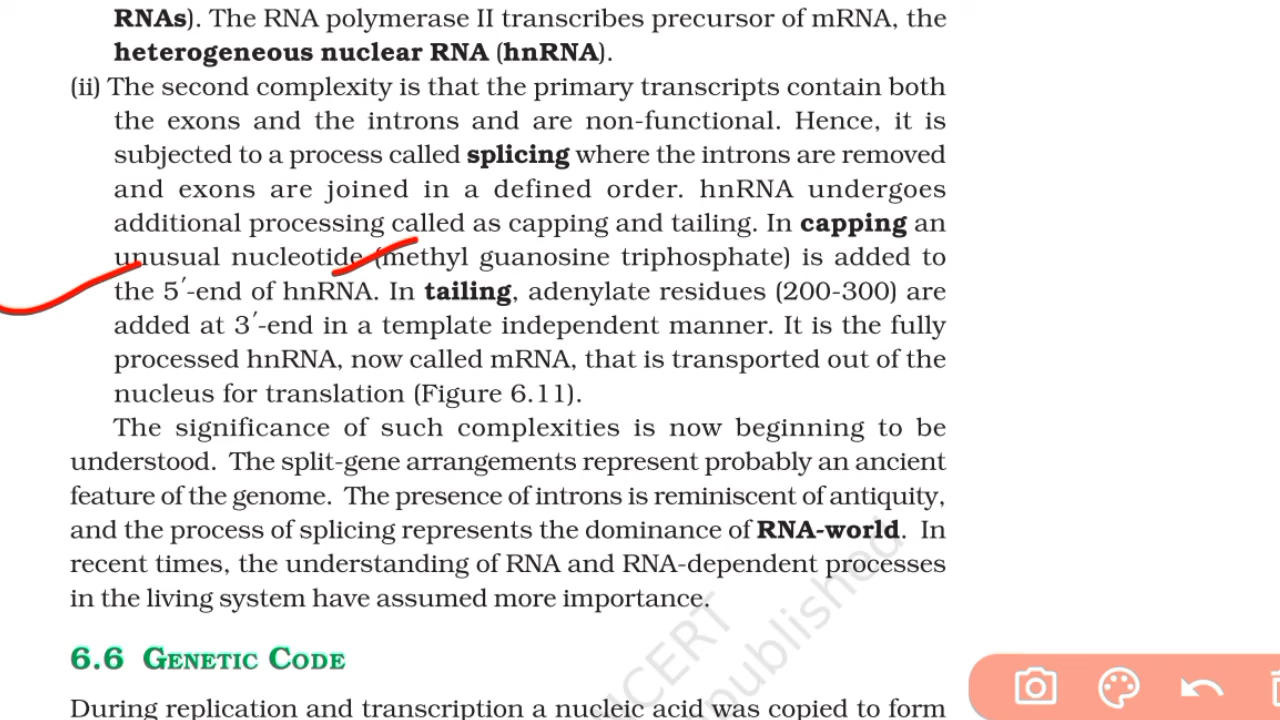 RNAs). The RNA polymerase II transcribes precursor of mRNA, the
heterogeneous nuclear RNA (hnRNA).
(ii) The second complexity is that the primary transcripts contain both
the exons and the introns and are non-functional. Hence, it is
subjected to a process called splicing where the introns are removed
and exons are joined in a defined order. hnRNA undergoes
additional processing called as capping and tailing. In capping an
unusual nucleotide (methyl guanosine triphosphate) is added to
the 5′-end of hnRNA. In tailing, adenylate residues (200-300) are
added at 3′-end in a template independent manner. It is the fully
processed hnRNA, now called mRNA, that is transported out of the
nucleus for translation (Figure 6.11).
The significance of such complexities is now beginning to be
understood. The split-gene arrangements represent probably an ancient
feature of the genome. The presence of introns is reminiscent of antiquity,
and the process of splicing represents the dominance of RNA-world. In
recent times, the understanding of RNA and RNA-dependent processes
in the living system have assumed more importance.
6.6 GENETIC CODE
During replication and transcription a nucleic acid was copied to form
NCERT
published